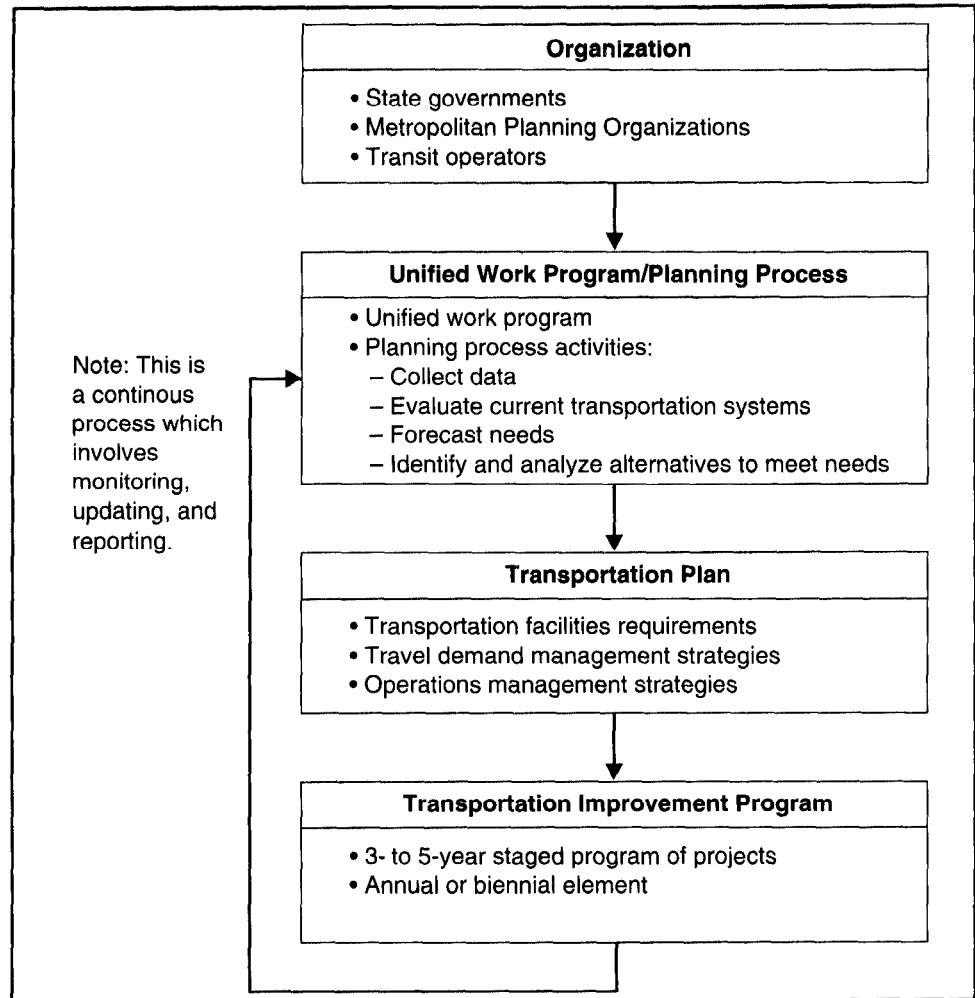 Organization
• State governments
• Metropolitan Planning Organizations
• Transit operators
Unified Work Program/Planning Process
• Unified work program
• Planning process activities:
– Collect data
– Evaluate current transportation systems
– Forecast needs
– Identify and analyze alternatives to meet needs
Note: This is
a continous
process which
involves
monitoring,
updating, and
reporting.
Transportation Plan
• Transportation facilities requirements
• Travel demand management strategies
• Operations management strategies
Transportation Improvement Program
• 3- to 5-year staged program of projects
• Annual or biennial element